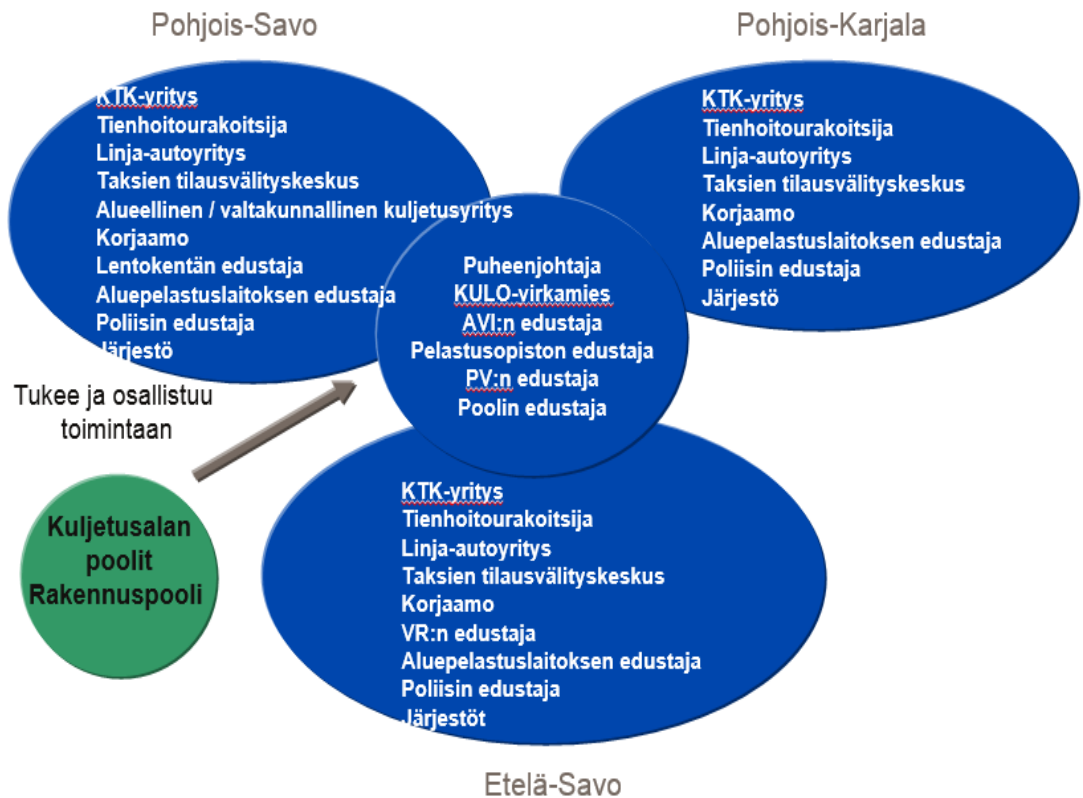 Pohjois-Savo
KTK-yritys
Tienhoitourakoitsija
Linja-autoyritys
Taksien tilausvälityskeskus
Alueellinen / valtakunnallinen kuljetusyritys
Korjaamo
Lentokentän edustaja
Aluepelastuslaitoksen edustaja
Poliisin edustaja
Järjestö
Pohjois-Karjala
KTK-yritys
Tienhoitourakoitsija
Linja-autoyritys
Taksien tilausvälityskeskus
Korjaamo
Aluepelastuslaitoksen edustaja
Poliisin edustaja
Järjestö
Puheenjohtaja
KULO-virkamies
AVI:n edustaja
Pelastusopiston edustaja
PV:n edustaja
Poolin edustaja
Tukee ja osallistuu
toimintaan
Kuljetusalan
poolit
Rakennuspooli
KTK-yritys
Tienhoitourakoitsija
Linja-autoyritys
Taksien tilausvälityskeskus
Korjaamo
VR:n edustaja
Aluepelastuslaitoksen edustaja
Poliisin edustaja
Järjestöt
Etelä-Savo